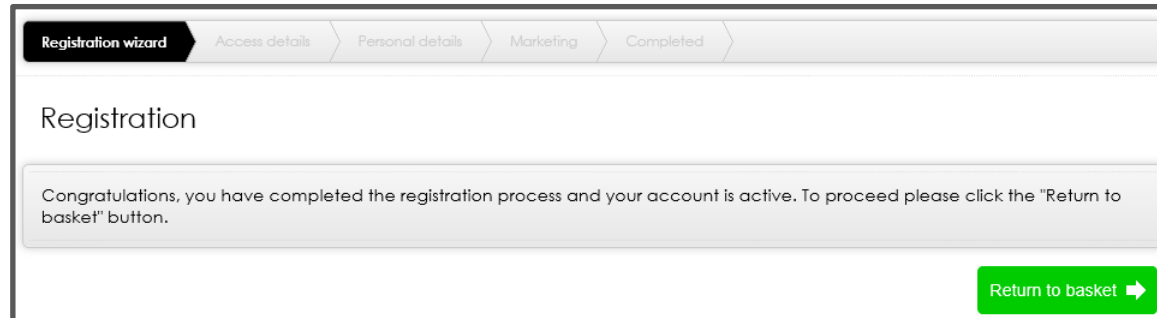 Registration wizard Access details Personal details Marketing Completed
Registration
Congratulations, you have completed the registration process and your account is active. To proceed please click the "Return to
basket" button.
Return to basket